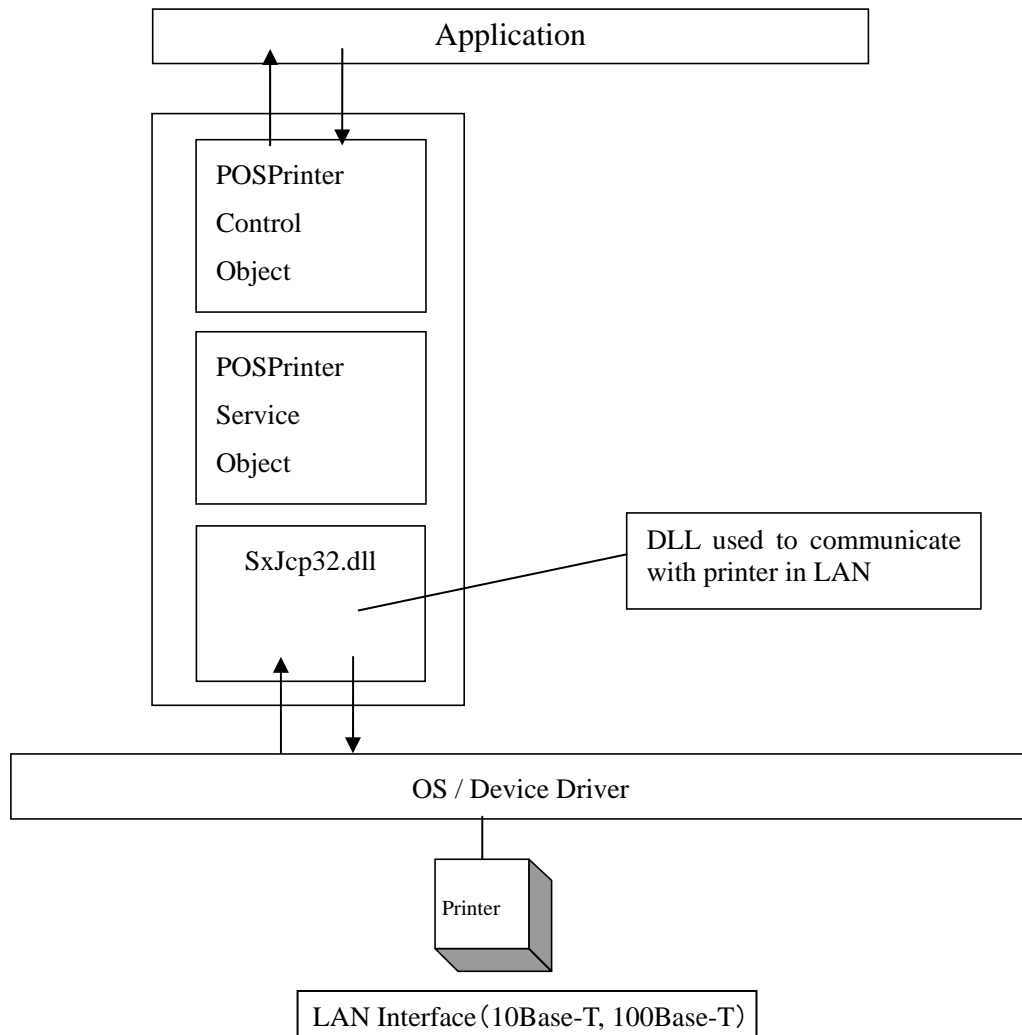 Application
POSPrinter
Control
Object
POSPrinter
Service
Object
SxJcp32.dll
DLL used to communicate
with printer in LAN
OS / Device Driver
Printer
LAN Interface（10Base-T, 100Base-T）